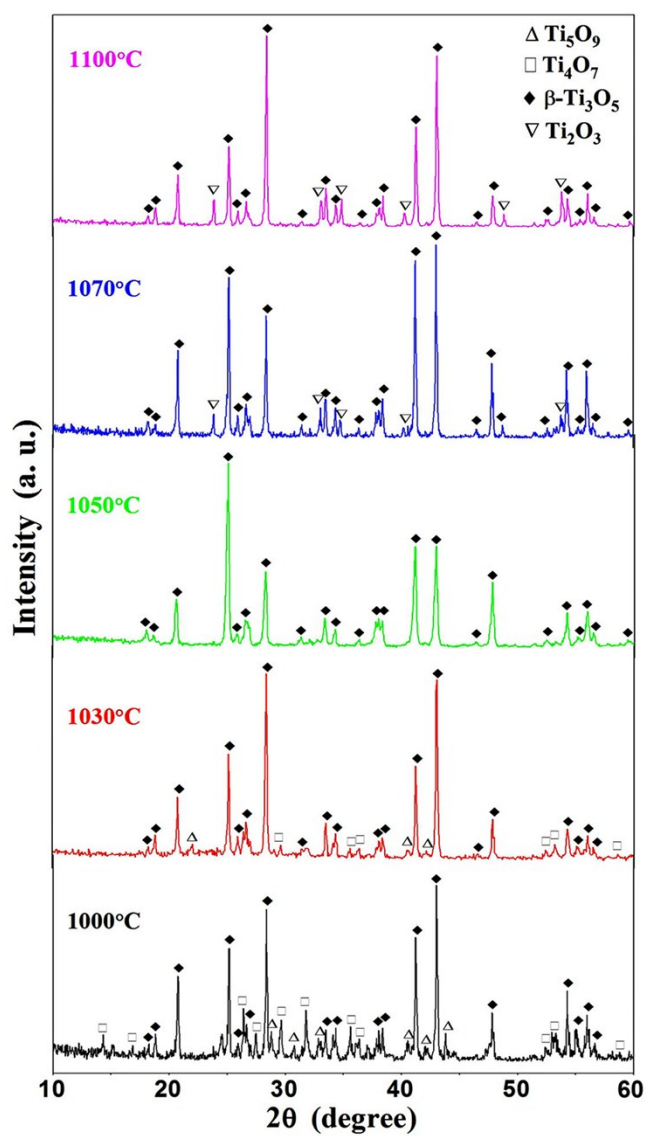 1100°C
△ Ti₅O₉
□ Ti₄O₇
◆ β-Ti₃O₅
▽ Ti₂O₃
1070°C
1050°C
1030°C
1000°C
Intensity (a. u.)
10 20 30 40 50 60
2θ (degree)